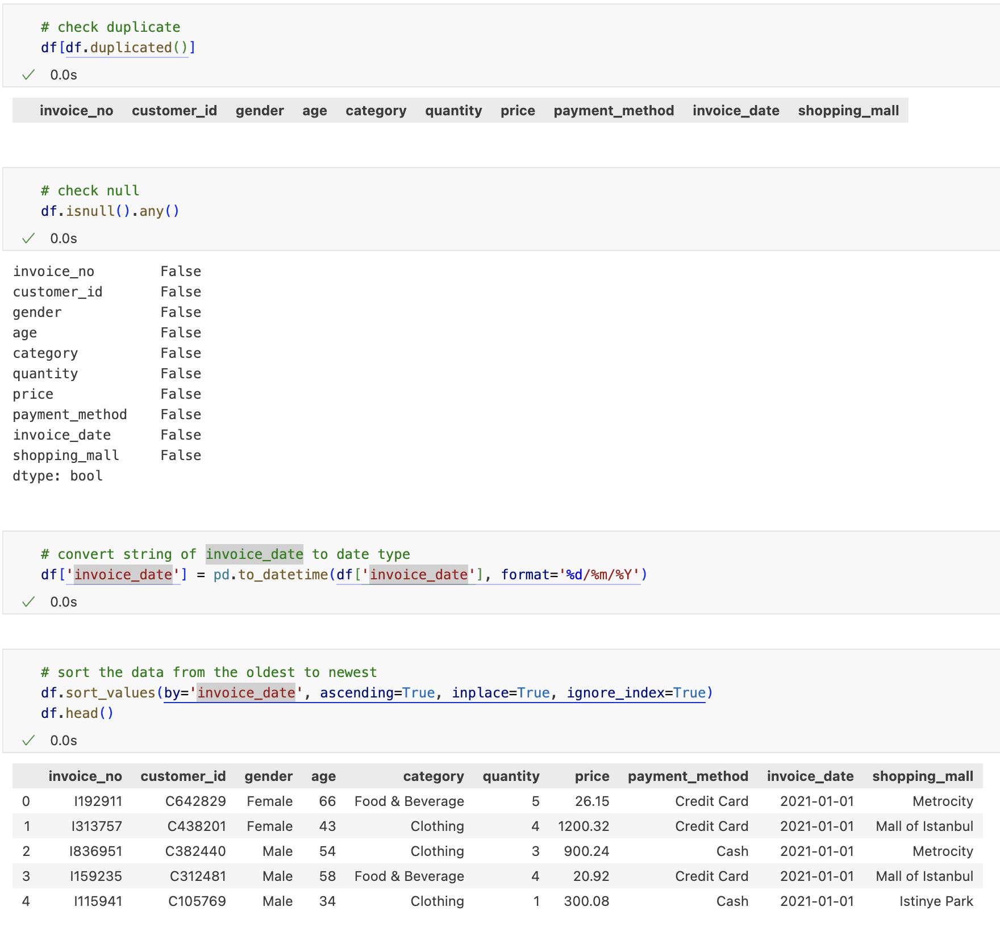 # check duplicate
df[df.duplicated()]
0.0s
invoice_no customer_id gender age category quantity price payment_method invoice_date shopping_mall
# check null
df.isnull().any()
0.0s
invoice_no False
customer_id False
gender False
age False
category False
quantity False
price False
payment_method False
invoice_date False
shopping_mall False
dtype: bool
# convert string of invoice_date to date type
df['invoice_date'] = pd.to_datetime(df['invoice_date'], format='%d/%m/%Y')
0.0s
# sort the data from the oldest to newest
df.sort_values(by='invoice_date', ascending=True, inplace=True, ignore_index=True)
df.head()
0.0s
invoice_no customer_id gender age category quantity price payment_method invoice_date shopping_mall
0 I192911 C642829 Female 66 Food & Beverage 5 26.15 Credit Card 2021-01-01 Metrocity
1 I313757 C438201 Female 43 Clothing 4 1200.32 Credit Card 2021-01-01 Mall of Istanbul
2 I836951 C382440 Male 54 Clothing 3 900.24 Cash 2021-01-01 Metrocity
3 I159235 C312481 Male 58 Food & Beverage 4 20.92 Credit Card 2021-01-01 Mall of Istanbul
4 I115941 C105769 Male 34 Clothing 1 300.08 Cash 2021-01-01 Istinye Park